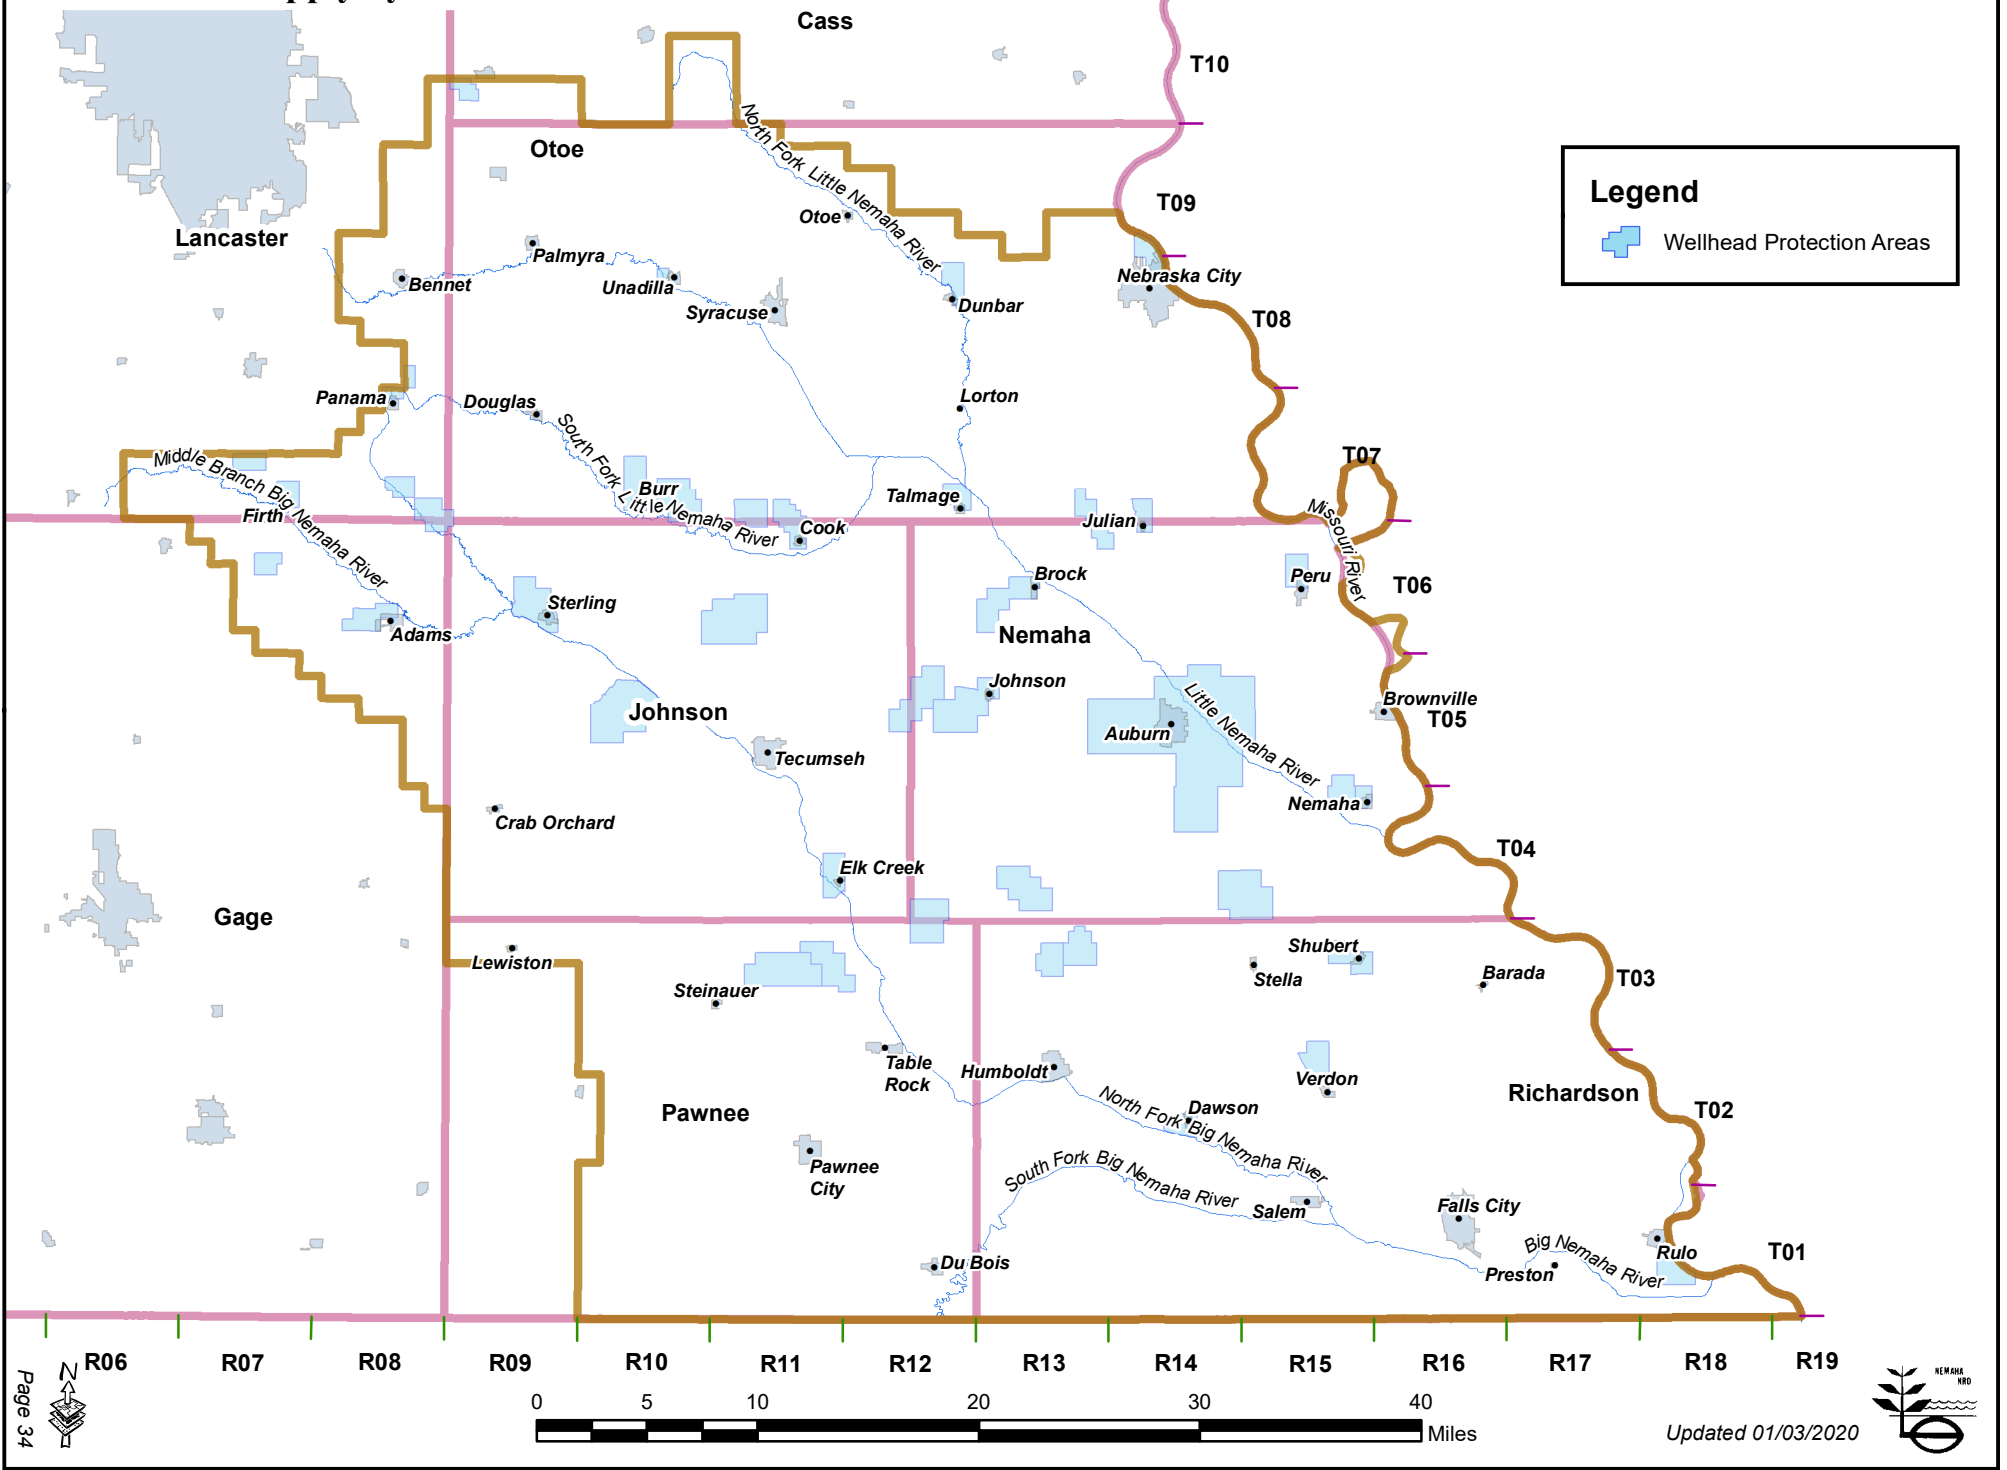 Cass
T10
Otoe
North Fork Little Nemaha River
Legend
Wellhead Protection Areas
T09
Otoe
Lancaster
Palmyra
Bennet
Unadilla
Syracuse
Dunbar
Nebraska City
T08
Panama
Douglas
Lorton
South Fork Little Nemaha River
Middle Branch Big Nemaha River
T07
Burr
Talmage
Firth
Cook
Julian
Missouri River
Brock
Peru
T06
Sterling
Adams
Nemaha
Johnson
Johnson
Little Nemaha River
Brownville
T05
Auburn
Tecumseh
Nemaha
Crab Orchard
T04
Elk Creek
Gage
Shubert
Lewiston
Stella
Barada
T03
Steinauer
Table
Rock
Humboldt
Verdon
Richardson
North Fork Big Nemaha River
Dawson
T02
Pawnee
Pawnee
City
South Fork Big Nemaha River
Salem
Falls City
Big Nemaha River
Rulo
T01
Du Bois
Preston
R06
R07
R08
R09
R10
R11
R12
R13
R14
R15
R16
R17
R18
R19
Page 34
N
0 5 10 20 30 40
Miles
Updated 01/03/2020
NEMAHA
NRD